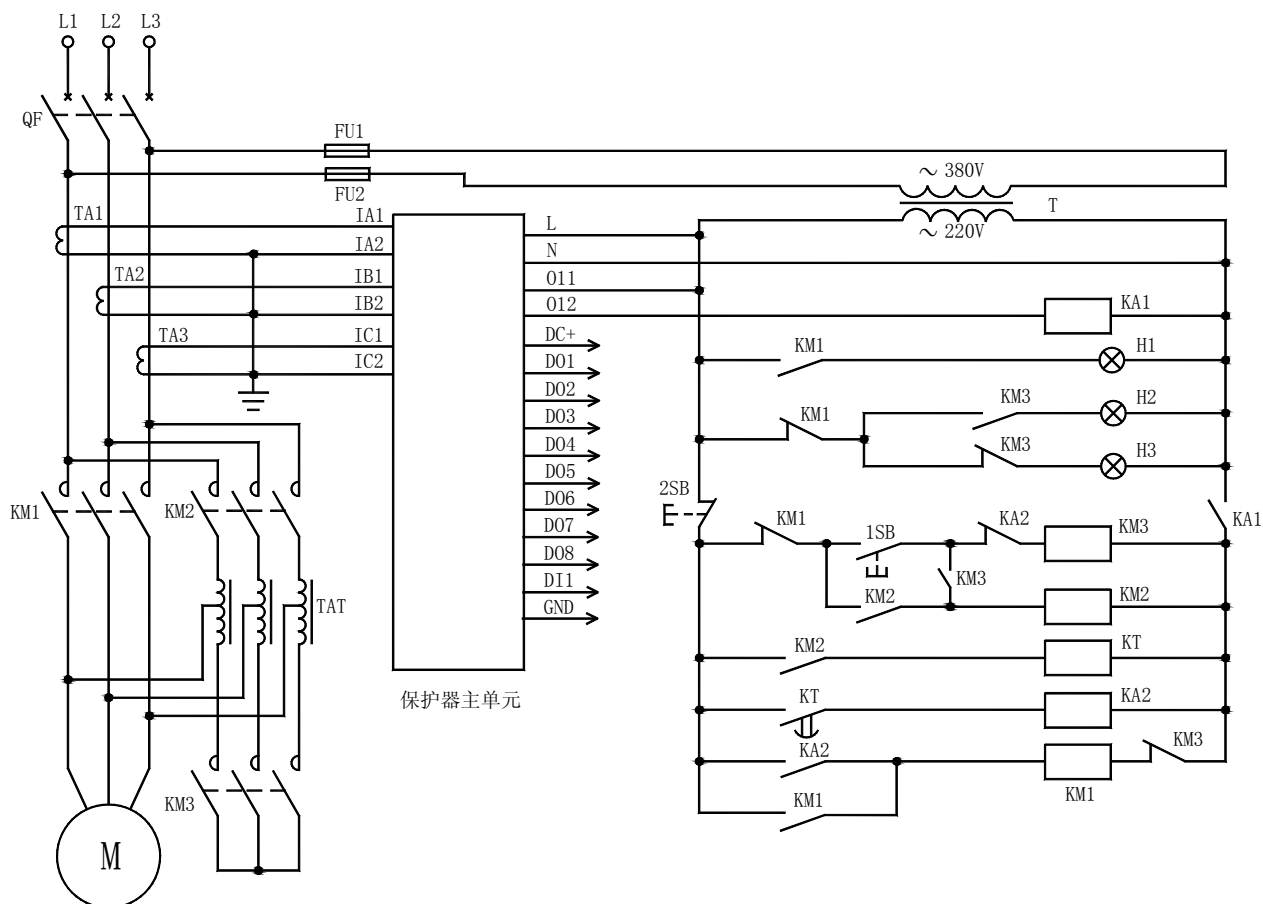 L1 L2 L3
QF
FU1
FU2
～380V
T
～220V
TA1
IA1
IA2
TA2
IB1
IB2
TA3
IC1
IC2
L
N
O11
O12
DC+
DO1
DO2
DO3
DO4
DO5
DO6
DO7
DO8
DI1
GND
保护器主单元
KM1
KM2
TAT
KM3
M
KA1
KM1
H1
KM1
KM3
H2
KM3
H3
2SB
KA1
KM1
1SB
KA2
KM3
KM3
KM2
KM2
KM2
KT
KT
KA2
KA2
KM3
KM1
KM1